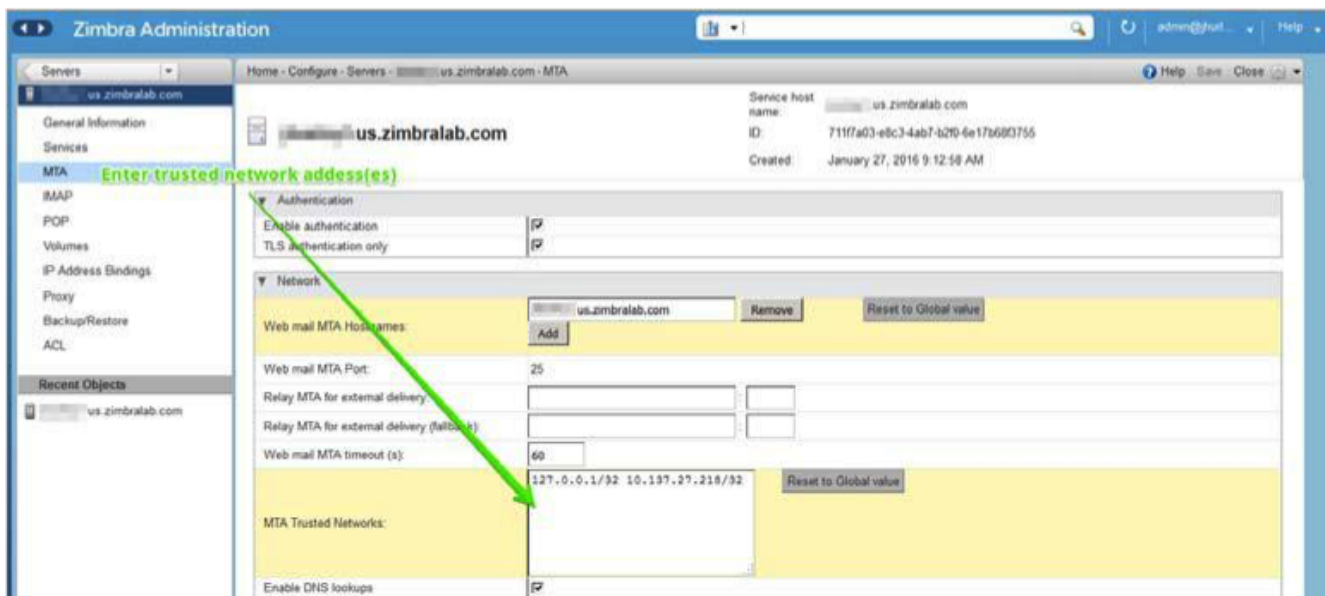 Zimbra Administration
admin@jhurl... Help
Servers
Home - Configure - Servers - us.zimbralab.com - MTA
Help Save Close
us.zimbralab.com
General Information
Services
MTA
IMAP
POP
Volumes
IP Address Bindings
Proxy
Backup/Restore
ACL
Recent Objects
us.zimbralab.com
Enter trusted network addess(es)
us.zimbralab.com
Service host name: us.zimbralab.com
ID: 711f7a03-e8c3-4ab7-b2f0-6e17b68f3755
Created: January 27, 2016 9:12:58 AM
Authentication
Enable authentication
TLS authentication only
Network
Web mail MTA Hostnames: us.zimbralab.com Remove Reset to Global value
Add
Web mail MTA Port: 25
Relay MTA for external delivery:
Relay MTA for external delivery (fallback):
Web mail MTA timeout (s): 60
MTA Trusted Networks: 127.0.0.1/32 10.137.27.218/32 Reset to Global value
Enable DNS lookups